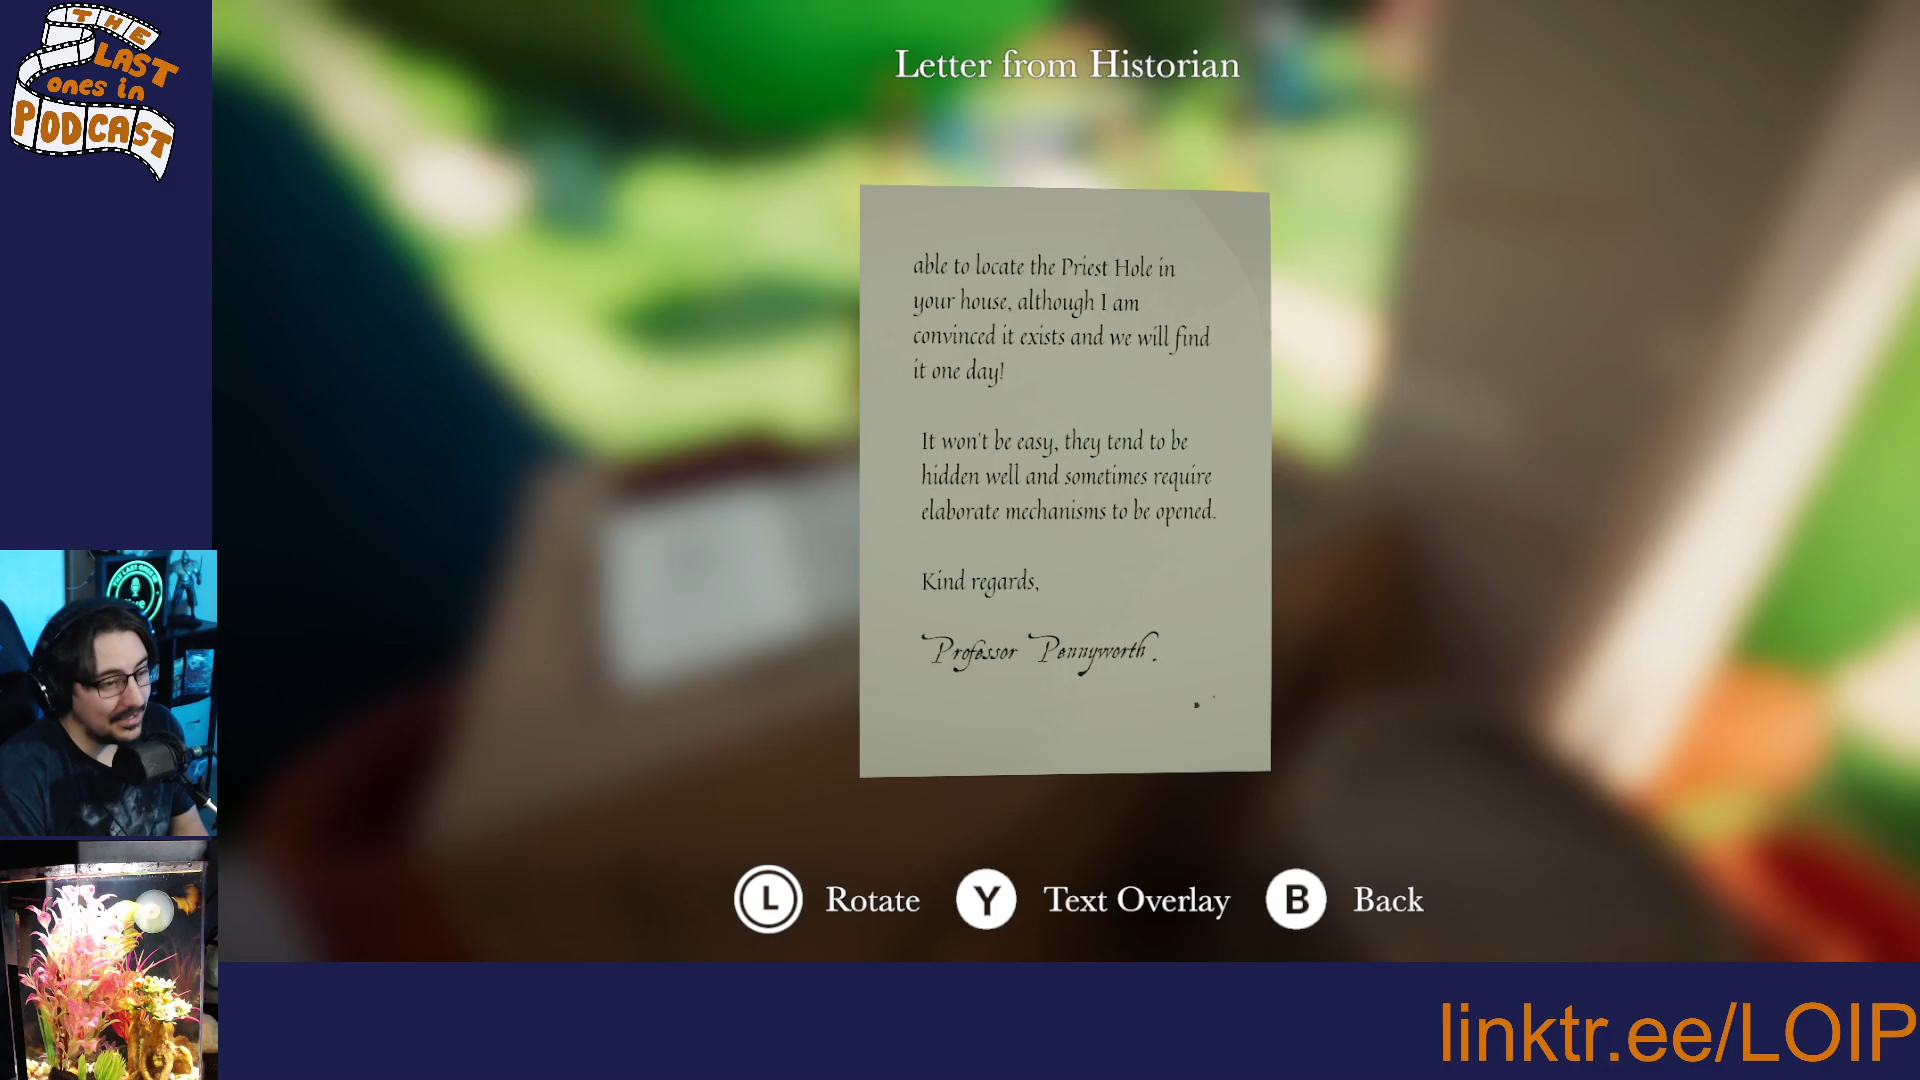 THE
LAST
ones in
PODCAST
Letter from Historian
able to locate the Priest Hole in
your house, although I am
convinced it exists and we will find
it one day!
It won't be easy, they tend to be
hidden well and sometimes require
elaborate mechanisms to be opened.
Kind regards,
Professor Pennyworth.
L Rotate Y Text Overlay B Back
linktr.ee/LOIP